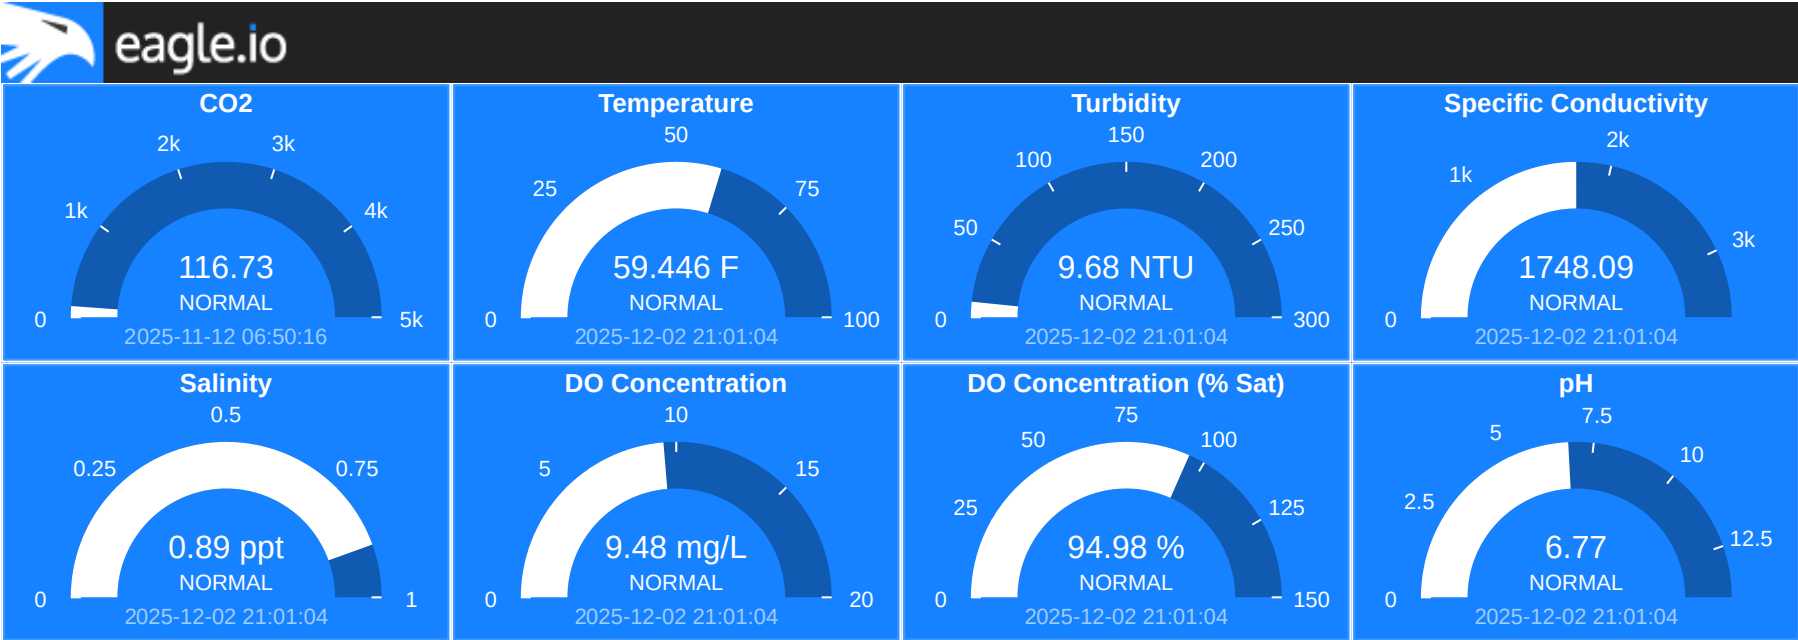 eagle.io
CO2
2k
3k
1k
4k
116.73
NORMAL
0
5k
2025-11-12 06:50:16
Temperature
50
25
75
59.446 F
NORMAL
0
100
2025-12-02 21:01:04
Turbidity
150
100
200
50
250
9.68 NTU
NORMAL
0
300
2025-12-02 21:01:04
Specific Conductivity
2k
1k
3k
1748.09
NORMAL
0
2025-12-02 21:01:04
Salinity
0.5
0.25
0.75
0.89 ppt
NORMAL
0
1
2025-12-02 21:01:04
DO Concentration
10
5
15
9.48 mg/L
NORMAL
0
20
2025-12-02 21:01:04
DO Concentration (% Sat)
75
50
100
25
125
94.98 %
NORMAL
0
150
2025-12-02 21:01:04
pH
7.5
5
10
2.5
12.5
6.77
NORMAL
0
2025-12-02 21:01:04